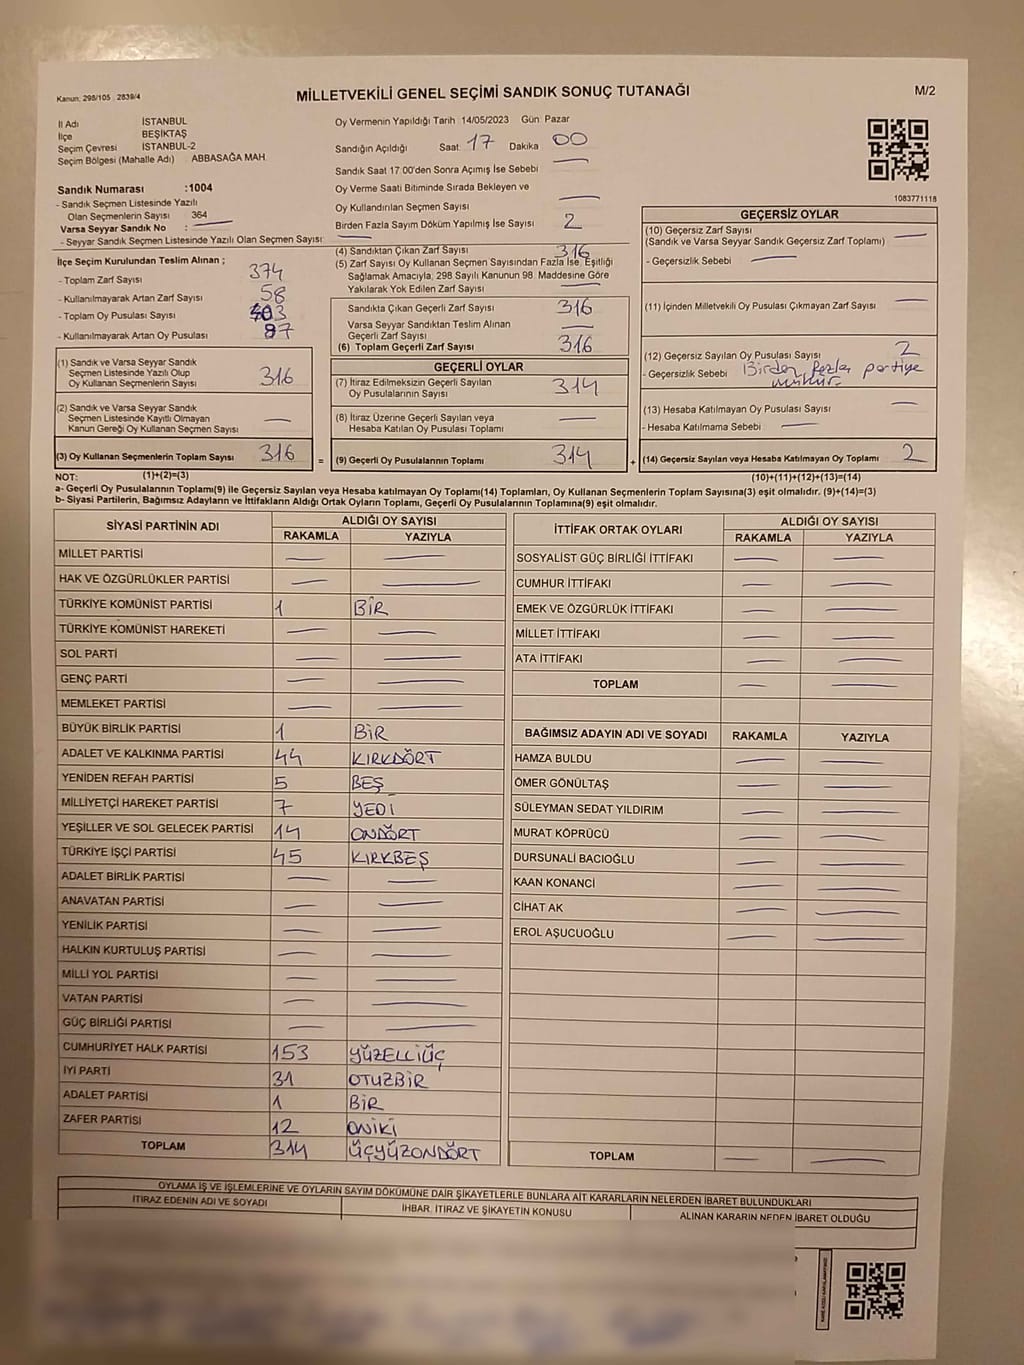 Kanun: 298/105 , 2839/4
MİLLETVEKİLİ GENEL SEÇİMİ SANDIK SONUÇ TUTANAĞI
M/2
İl Adı İSTANBUL
İlçe BEŞİKTAŞ
Seçim Çevresi İSTANBUL-2
Seçim Bölgesi (Mahalle Adı) ABBASAĞA MAH.
Sandık Numarası :1004
- Sandık Seçmen Listesinde Yazılı
Olan Seçmenlerin Sayısı 364
Varsa Seyyar Sandık No : —
- Seyyar Sandık Seçmen Listesinde Yazılı Olan Seçmen Sayısı: —
Oy Vermenin Yapıldığı Tarih :14/05/2023 Gün: Pazar
Sandığın Açıldığı Saat: 17 Dakika 00
Sandık Saat 17:00'den Sonra Açımış İse Sebebi —
Oy Verme Saati Bitiminde Sırada Bekleyen ve
Oy Kullandırılan Seçmen Sayısı —
Birden Fazla Sayım Döküm Yapılmış İse Sayısı 2
1083771118
İlçe Seçim Kurulundan Teslim Alınan ;
- Toplam Zarf Sayısı 374
- Kullanılmayarak Artan Zarf Sayısı 58
- Toplam Oy Pusulası Sayısı 403
- Kullanılmayarak Artan Oy Pusulası 87
(1) Sandık ve Varsa Seyyar Sandık
Seçmen Listesinde Yazılı Olup
Oy Kullanan Seçmenlerin Sayısı 316
(2) Sandık ve Varsa Seyyar Sandık
Seçmen Listesinde Kayıtlı Olmayan
Kanun Gereği Oy Kullanan Seçmen Sayısı —
(3) Oy Kullanan Seçmenlerin Toplam Sayısı 316
(4) Sandıktan Çıkan Zarf Sayısı 316
(5) Zarf Sayısı Oy Kullanan Seçmen Sayısından Fazla İse, Eşitliği
Sağlamak Amacıyla; 298 Sayılı Kanunun 98. Maddesine Göre
Yakılarak Yok Edilen Zarf Sayısı —
Sandıkta Çıkan Geçerli Zarf Sayısı 316
Varsa Seyyar Sandıktan Teslim Alınan
Geçerli Zarf Sayısı —
(6) Toplam Geçerli Zarf Sayısı 316
GEÇERLİ OYLAR
(7) İtiraz Edilmeksizin Geçerli Sayılan
Oy Pusulalarının Sayısı 314
(8) İtiraz Üzerine Geçerli Sayılan veya
Hesaba Katılan Oy Pusulası Toplamı —
= (9) Geçerli Oy Pusulalarının Toplamı 314
GEÇERSİZ OYLAR
(10) Geçersiz Zarf Sayısı —
(Sandık ve Varsa Seyyar Sandık Geçersiz Zarf Toplamı)
- Geçersizlik Sebebi —
(11) İçinden Milletvekili Oy Pusulası Çıkmayan Zarf Sayısı —
(12) Geçersiz Sayılan Oy Pusulası Sayısı 2
- Geçersizlik Sebebi Birden fazla partiye
mühür
(13) Hesaba Katılmayan Oy Pusulası Sayısı —
- Hesaba Katılmama Sebebi —
+ (14) Geçersiz Sayılan veya Hesaba Katılmayan Oy Toplamı 2
NOT: (1)+(2)=(3)
(10)+(11)+(12)+(13)=(14)
a- Geçerli Oy Pusulalarının Toplamı(9) ile Geçersiz Sayılan veya Hesaba katılmayan Oy Toplamı(14) Toplamları, Oy Kullanan Seçmenlerin Toplam Sayısına(3) eşit olmalıdır. (9)+(14)=(3)
b- Siyasi Partilerin, Bağımsız Adayların ve İttifakların Aldığı Ortak Oyların Toplamı, Geçerli Oy Pusulalarının Toplamına(9) eşit olmalıdır.
SİYASİ PARTİNİN ADI ALDIĞI OY SAYISI
RAKAMLA YAZIYLA
MİLLET PARTİSİ — —
HAK VE ÖZGÜRLÜKLER PARTİSİ — —
TÜRKİYE KOMÜNİST PARTİSİ 1 BİR
TÜRKİYE KOMÜNİST HAREKETİ — —
SOL PARTİ — —
GENÇ PARTİ — —
MEMLEKET PARTİSİ — —
BÜYÜK BİRLİK PARTİSİ 1 BİR
ADALET VE KALKINMA PARTİSİ 44 KIRKDÖRT
YENİDEN REFAH PARTİSİ 5 BEŞ
MİLLİYETÇİ HAREKET PARTİSİ 7 YEDİ
YEŞİLLER VE SOL GELECEK PARTİSİ 14 ONDÖRT
TÜRKİYE İŞÇİ PARTİSİ 45 KIRKBEŞ
ADALET BİRLİK PARTİSİ — —
ANAVATAN PARTİSİ — —
YENİLİK PARTİSİ — —
HALKIN KURTULUŞ PARTİSİ — —
MİLLİ YOL PARTİSİ — —
VATAN PARTİSİ — —
GÜÇ BİRLİĞİ PARTİSİ — —
CUMHURİYET HALK PARTİSİ 153 YÜZELLİÜÇ
İYİ PARTİ 31 OTUZBİR
ADALET PARTİSİ 1 BİR
ZAFER PARTİSİ 12 ONİKİ
TOPLAM 314 ÜÇYÜZONDÖRT
İTTİFAK ORTAK OYLARI ALDIĞI OY SAYISI
RAKAMLA YAZIYLA
SOSYALİST GÜÇ BİRLİĞİ İTTİFAKI — —
CUMHUR İTTİFAKI — —
EMEK VE ÖZGÜRLÜK İTTİFAKI — —
MİLLET İTTİFAKI — —
ATA İTTİFAKI — —
TOPLAM — —
BAĞIMSIZ ADAYIN ADI VE SOYADI RAKAMLA YAZIYLA
HAMZA BULDU — —
ÖMER GÖNÜLTAŞ — —
SÜLEYMAN SEDAT YILDIRIM — —
MURAT KÖPRÜCÜ — —
DURSUNALİ BACIOĞLU — —
KAAN KONANCİ — —
CİHAT AK — —
EROL AŞUCUOĞLU — —
TOPLAM — —
OYLAMA İŞ VE İŞLEMLERİNE VE OYLARIN SAYIM DÖKÜMÜNE DAİR ŞİKAYETLERLE BUNLARA AİT KARARLARIN NELERDEN İBARET BULUNDUKLARI
İTİRAZ EDENİN ADI VE SOYADI İHBAR, İTİRAZ VE ŞİKAYETİN KONUSU ALINAN KARARIN NEDEN İBARET OLDUĞU